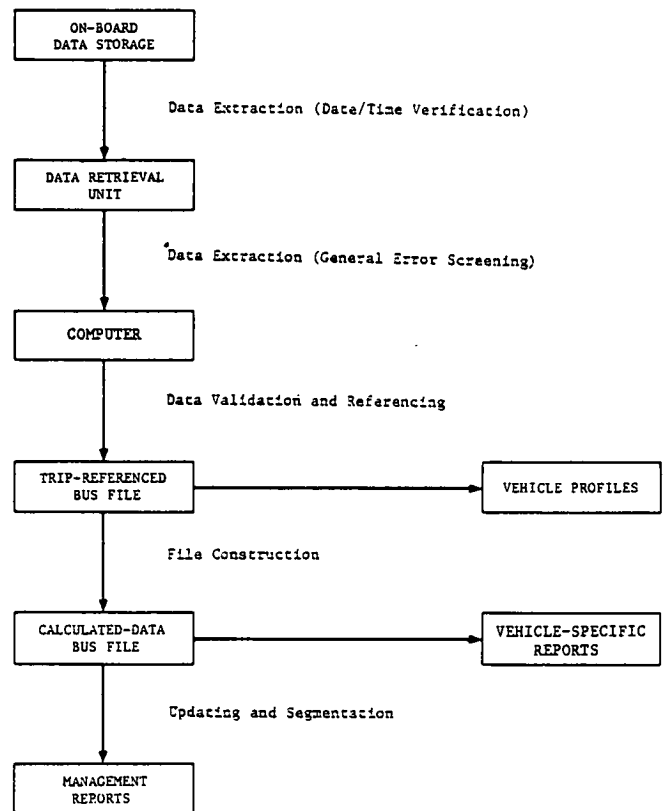 ON-BOARD
DATA STORAGE
Data Extraction (Date/Time Verification)
DATA RETRIEVAL
UNIT
Data Extraction (General Error Screening)
COMPUTER
Data Validation and Referencing
TRIP-REFERENCED
BUS FILE
VEHICLE PROFILES
File Construction
CALCULATED-DATA
BUS FILE
VEHICLE-SPECIFIC
REPORTS
Updating and Segmentation
MANAGEMENT
REPORTS